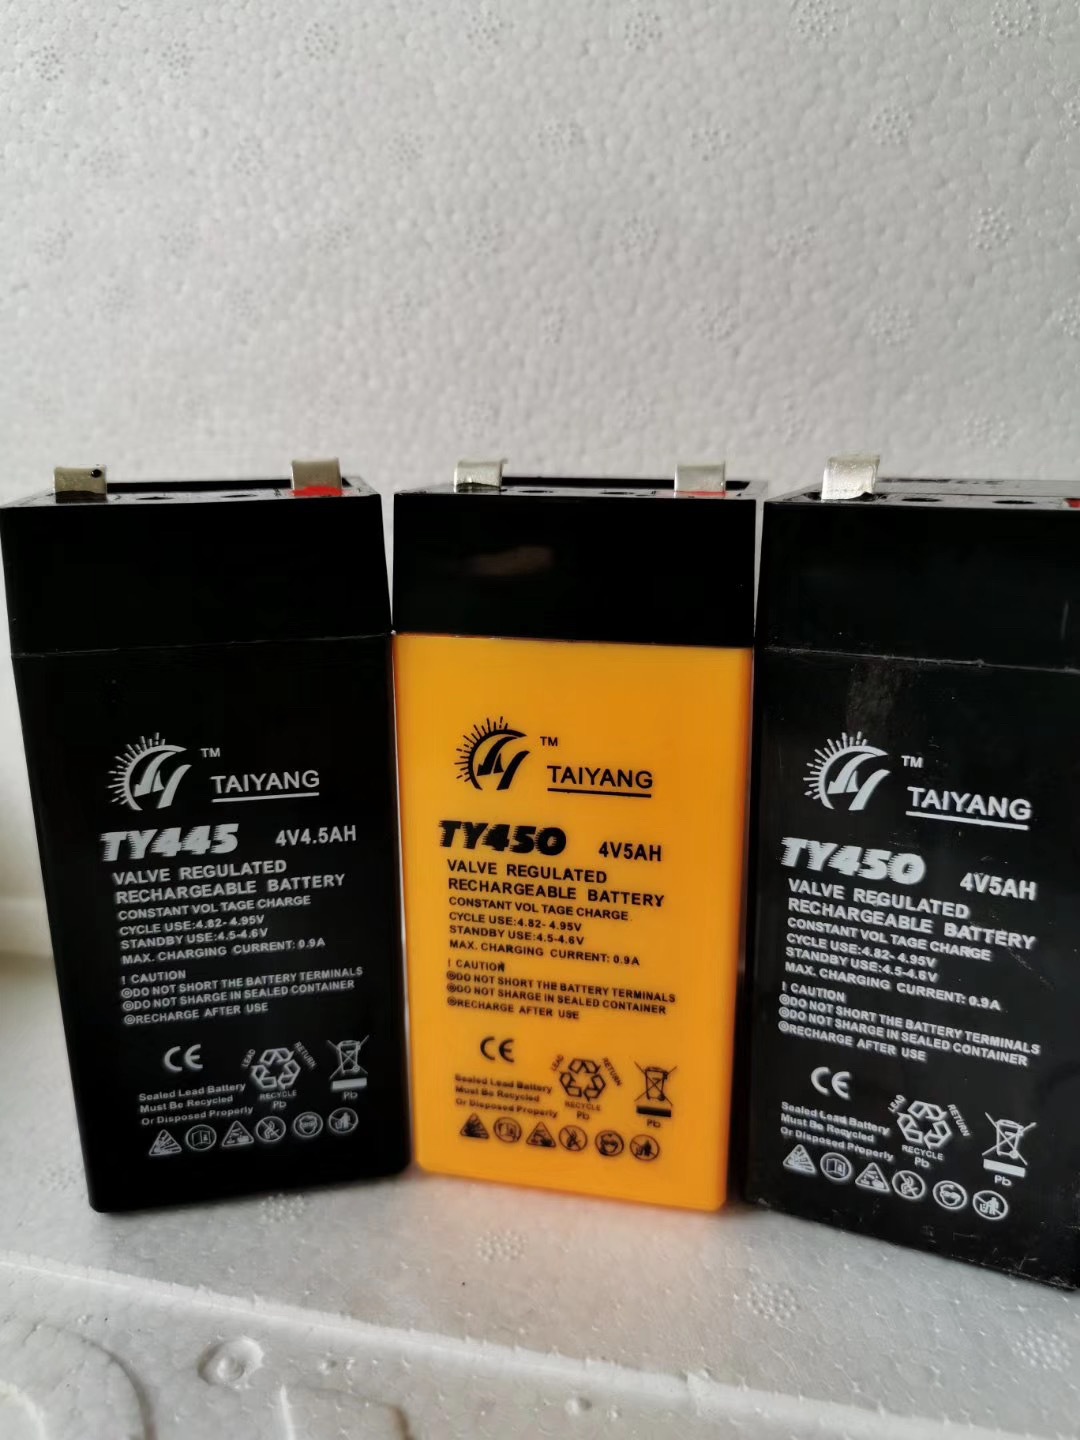 TM
TAIYANG
TY445 4V4.5AH
VALVE REGULATED
RECHARGEABLE BATTERY
CONSTANT VOL TAGE CHARGE
CYCLE USE:4.82- 4.95V
STANDBY USE:4.5-4.6V
MAX. CHARGING CURRENT: 0.9A
! CAUTION
DO NOT SHORT THE BATTERY TERMINALS
DO NOT SHARGE IN SEALED CONTAINER
RECHARGE AFTER USE
CE
LEAD RETURN
RECYCLE
Pb
Pb
Sealed Lead Battery
Must Be Recycled
Or Disposed Properly
TM
TAIYANG
TY450 4V5AH
VALVE REGULATED
RECHARGEABLE BATTERY
CONSTANT VOL TAGE CHARGE
CYCLE USE:4.82- 4.95V
STANDBY USE:4.5-4.6V
MAX. CHARGING CURRENT: 0.9A
! CAUTION
DO NOT SHORT THE BATTERY TERMINALS
DO NOT SHARGE IN SEALED CONTAINER
RECHARGE AFTER USE
CE
LEAD RETURN
RECYCLE
Pb
Pb
Sealed Lead Battery
Must Be Recycled
Or Disposed Properly
TM
TAIYANG
TY450 4V5AH
VALVE REGULATED
RECHARGEABLE BATTERY
CONSTANT VOL TAGE CHARGE
CYCLE USE:4.82- 4.95V
STANDBY USE:4.5-4.6V
MAX. CHARGING CURRENT: 0.9A
! CAUTION
DO NOT SHORT THE BATTERY TERMINALS
DO NOT SHARGE IN SEALED CONTAINER
RECHARGE AFTER USE
CE
LEAD RETURN
RECYCLE
Pb
Pb
Sealed Lead Battery
Must Be Recycled
Or Disposed Properly